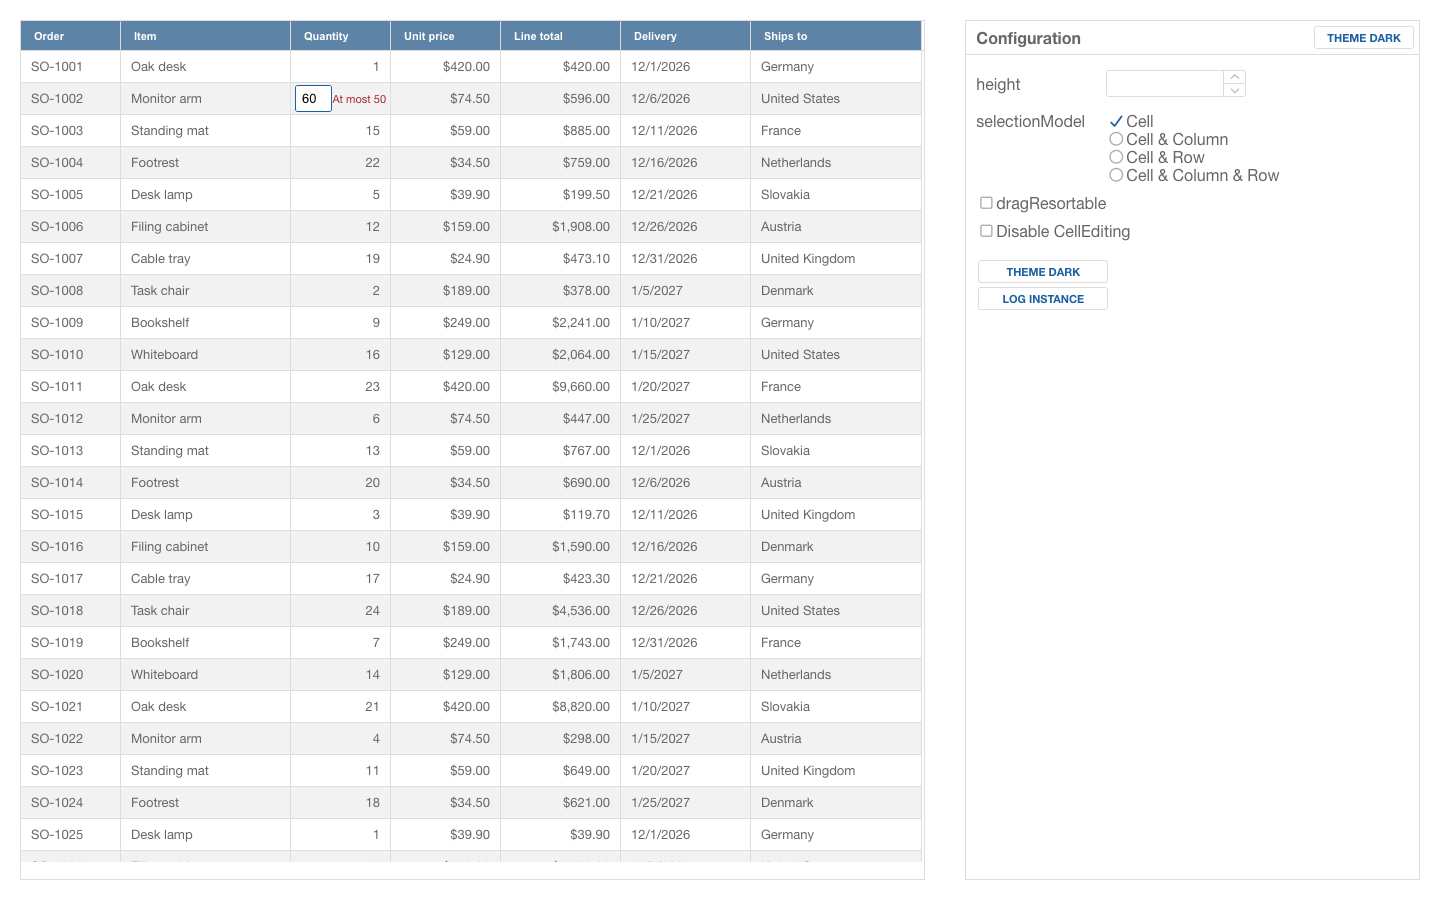 Order Item Quantity Unit price Line total Delivery Ships to
SO-1001 Oak desk 1 $420.00 $420.00 12/1/2026 Germany
SO-1002 Monitor arm 60 At most 50 $74.50 $596.00 12/6/2026 United States
SO-1003 Standing mat 15 $59.00 $885.00 12/11/2026 France
SO-1004 Footrest 22 $34.50 $759.00 12/16/2026 Netherlands
SO-1005 Desk lamp 5 $39.90 $199.50 12/21/2026 Slovakia
SO-1006 Filing cabinet 12 $159.00 $1,908.00 12/26/2026 Austria
SO-1007 Cable tray 19 $24.90 $473.10 12/31/2026 United Kingdom
SO-1008 Task chair 2 $189.00 $378.00 1/5/2027 Denmark
SO-1009 Bookshelf 9 $249.00 $2,241.00 1/10/2027 Germany
SO-1010 Whiteboard 16 $129.00 $2,064.00 1/15/2027 United States
SO-1011 Oak desk 23 $420.00 $9,660.00 1/20/2027 France
SO-1012 Monitor arm 6 $74.50 $447.00 1/25/2027 Netherlands
SO-1013 Standing mat 13 $59.00 $767.00 12/1/2026 Slovakia
SO-1014 Footrest 20 $34.50 $690.00 12/6/2026 Austria
SO-1015 Desk lamp 3 $39.90 $119.70 12/11/2026 United Kingdom
SO-1016 Filing cabinet 10 $159.00 $1,590.00 12/16/2026 Denmark
SO-1017 Cable tray 17 $24.90 $423.30 12/21/2026 Germany
SO-1018 Task chair 24 $189.00 $4,536.00 12/26/2026 United States
SO-1019 Bookshelf 7 $249.00 $1,743.00 12/31/2026 France
SO-1020 Whiteboard 14 $129.00 $1,806.00 1/5/2027 Netherlands
SO-1021 Oak desk 21 $420.00 $8,820.00 1/10/2027 Slovakia
SO-1022 Monitor arm 4 $74.50 $298.00 1/15/2027 Austria
SO-1023 Standing mat 11 $59.00 $649.00 1/20/2027 United Kingdom
SO-1024 Footrest 18 $34.50 $621.00 1/25/2027 Denmark
SO-1025 Desk lamp 1 $39.90 $39.90 12/1/2026 Germany
Configuration THEME DARK
height
selectionModel Cell
Cell & Column
Cell & Row
Cell & Column & Row
dragResortable
Disable CellEditing
THEME DARK
LOG INSTANCE